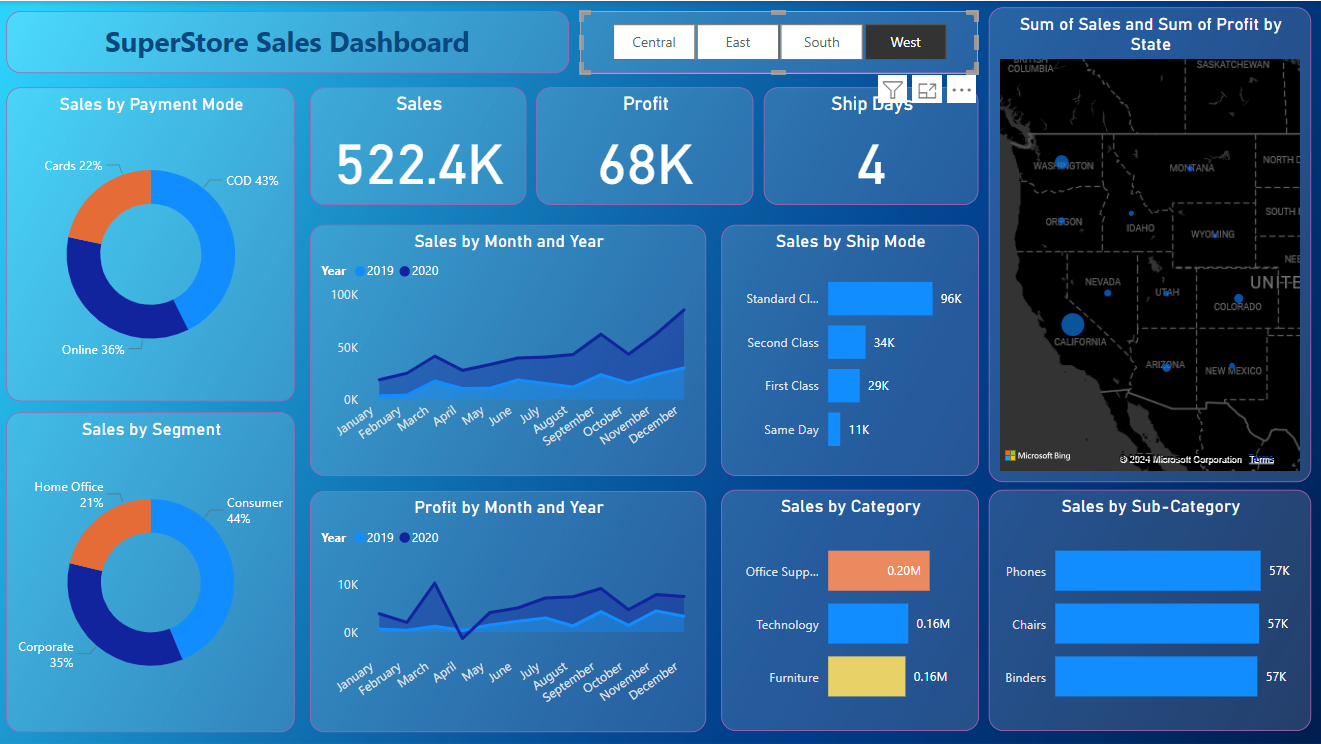 SuperStore Sales Dashboard
Central
East
South
West
Sales by Payment Mode
Cards 22%
COD 43%
Online 36%
Sales
522.4K
Profit
68K
Ship Days
4
Sum of Sales and Sum of Profit by
State
BRITISH
COLUMBIA
SASKATCHEWAN
WASHINGTON
MONTANA
NORTH D
OREGON
IDAHO
SOUTH
WYOMING
NEE
NEVADA
UTAH
UNITE
COLORADO
CALIFORNIA
ARIZONA
NEW MEXICO
Microsoft Bing
© 2024 Microsoft Corporation Terms
Sales by Month and Year
Year 2019 2020
100K
50K
0K
January
February
March
April
May
June
July
August
September
October
November
December
Sales by Ship Mode
Standard Cl... 96K
Second Class 34K
First Class 29K
Same Day 11K
Sales by Segment
Home Office
21%
Consumer
44%
Corporate
35%
Profit by Month and Year
Year 2019 2020
10K
0K
January
February
March
April
May
June
July
August
September
October
November
December
Sales by Category
Office Supp... 0.20M
Technology 0.16M
Furniture 0.16M
Sales by Sub-Category
Phones 57K
Chairs 57K
Binders 57K